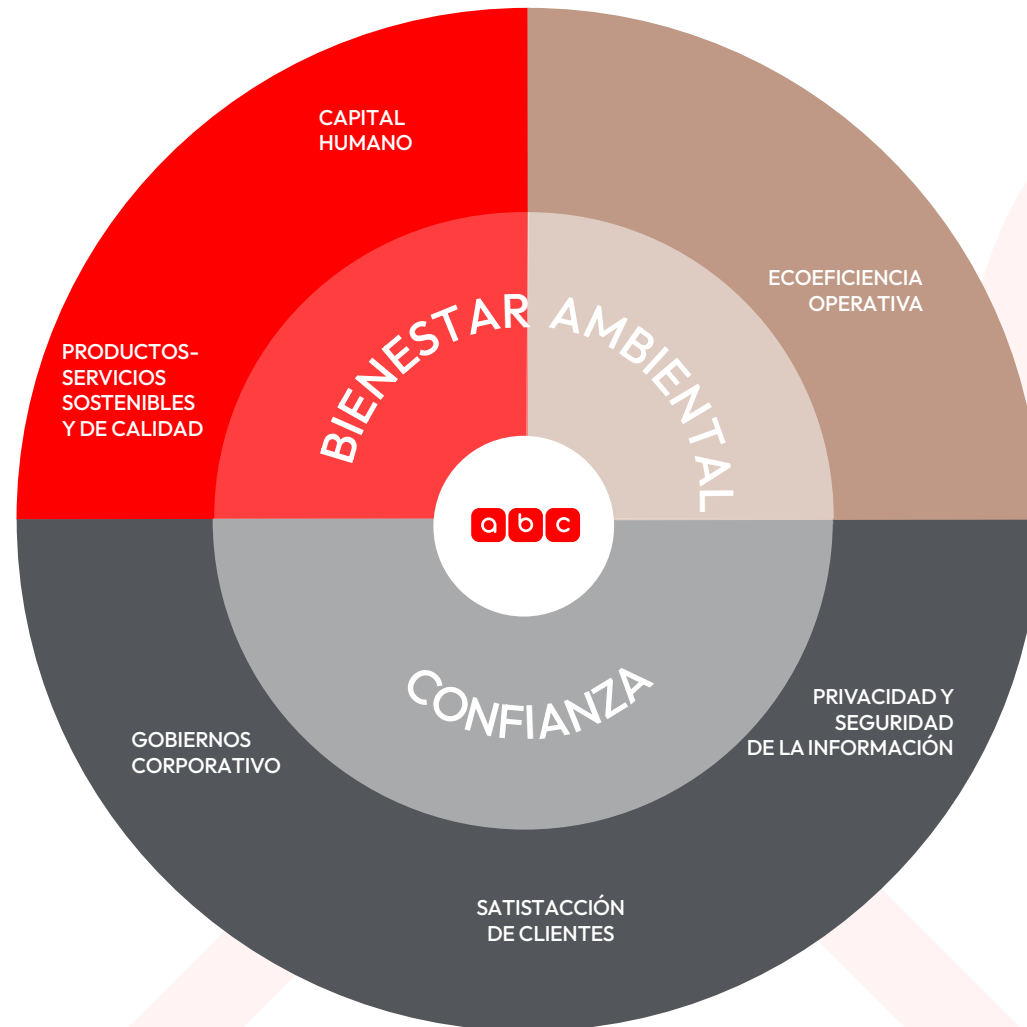 CAPITAL
HUMANO
ECOEFICIENCIA
OPERATIVA
PRODUCTOS-
SERVICIOS
SOSTENIBLES
Y DE CALIDAD
BIENESTAR AMBIENTAL
abc
CONFIANZA
PRIVACIDAD Y
SEGURIDAD
DE LA INFORMACIÓN
GOBIERNOS
CORPORATIVO
SATISTACCIÓN
DE CLIENTES